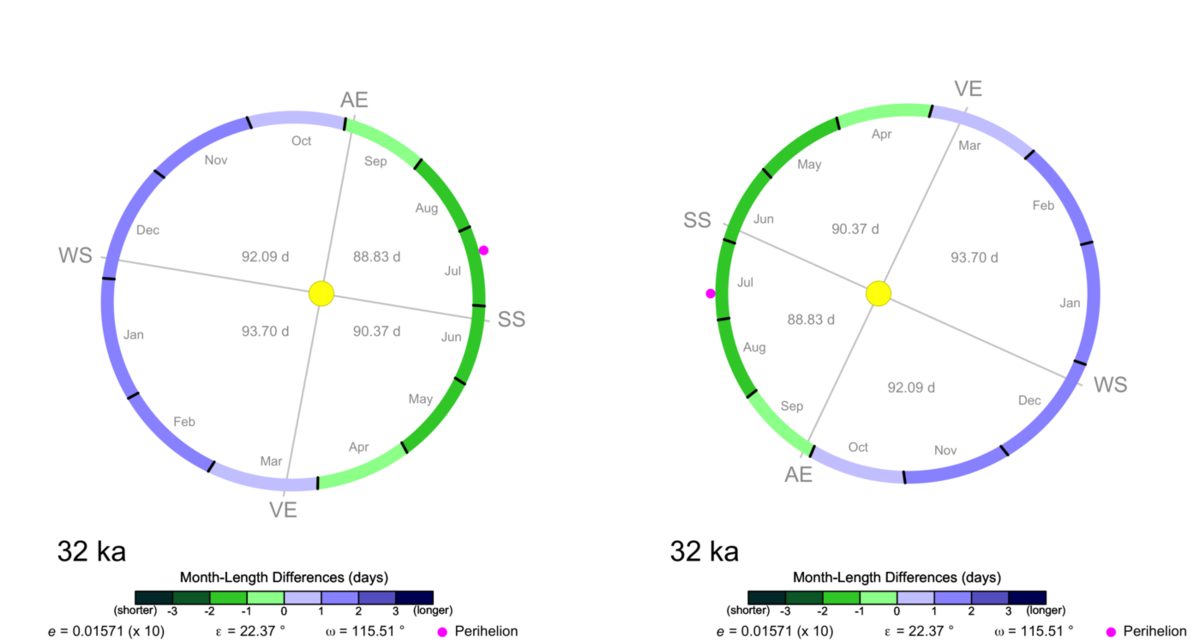 AE
Oct
Sep
Nov
Aug
Dec
WS
92.09 d
88.83 d
Jul
SS
93.70 d
90.37 d
Jan
Jun
May
Feb
Apr
Mar
VE
32 ka
Month-Length Differences (days)
(shorter) -3 -2 -1 0 1 2 3 (longer)
e = 0.01571 (x 10) ε = 22.37 ° ω = 115.51 ° Perihelion
VE
Apr
Mar
May
Feb
SS
Jun
90.37 d
93.70 d
Jul
Jan
88.83 d
Aug
WS
92.09 d
Dec
Sep
Oct
Nov
AE
32 ka
Month-Length Differences (days)
(shorter) -3 -2 -1 0 1 2 3 (longer)
e = 0.01571 (x 10) ε = 22.37 ° ω = 115.51 ° Perihelion